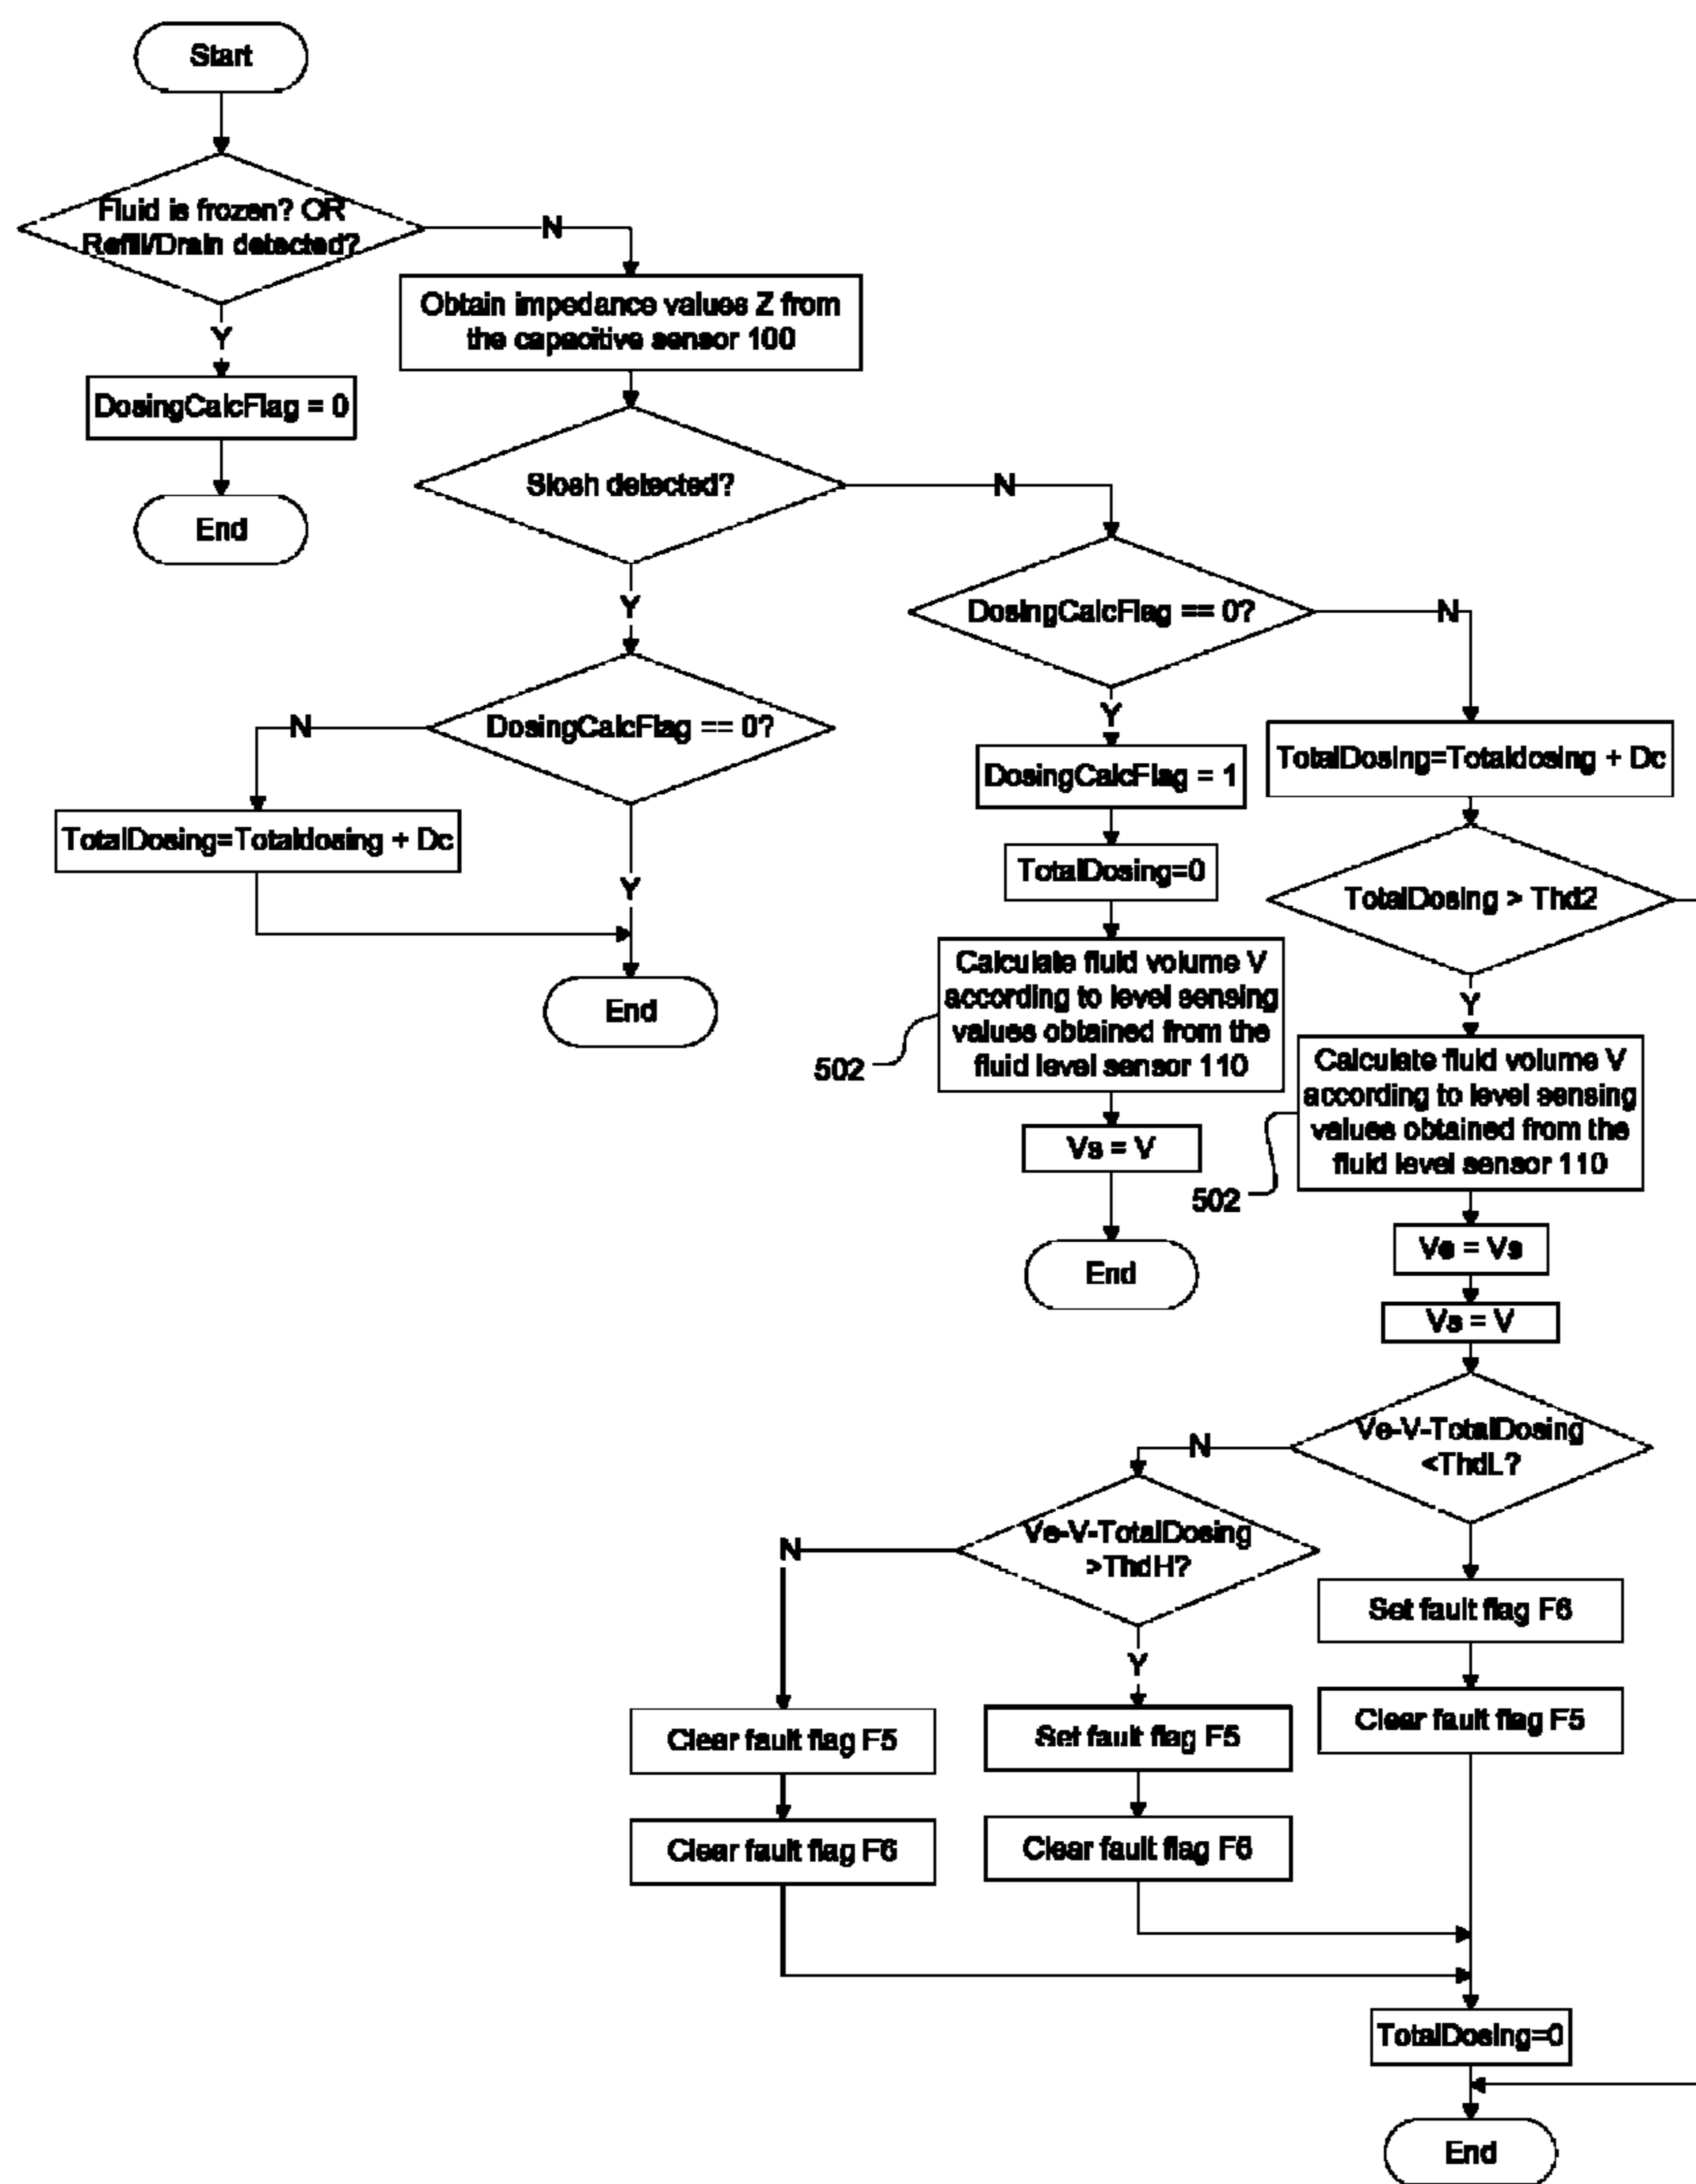 Start
Fluid is frozen? OR
Refill/Drain detected?
N
Y
DosingCalcFlag = 0
End
Obtain impedance values Z from
the capacitive sensor 100
Slosh detected?
N
Y
DosingCalcFlag == 0?
N
TotalDosing=Totaldosing + Dc
Y
End
DosingCalcFlag == 0?
N
Y
DosingCalcFlag = 1
TotalDosing=0
Calculate fluid volume V
according to level sensing
values obtained from the
fluid level sensor 110
502
Vs = V
End
TotalDosing=Totaldosing + Dc
TotalDosing > Thd2
Y
Calculate fluid volume V
according to level sensing
values obtained from the
fluid level sensor 110
502
Ve = Vs
Vs = V
Ve-V-TotalDosing
<ThdL?
N
Ve-V-TotalDosing
>ThdH?
N
Y
Set fault flag F6
Clear fault flag F5
Set fault flag F5
Clear fault flag F6
Clear fault flag F5
Clear fault flag F6
TotalDosing=0
End